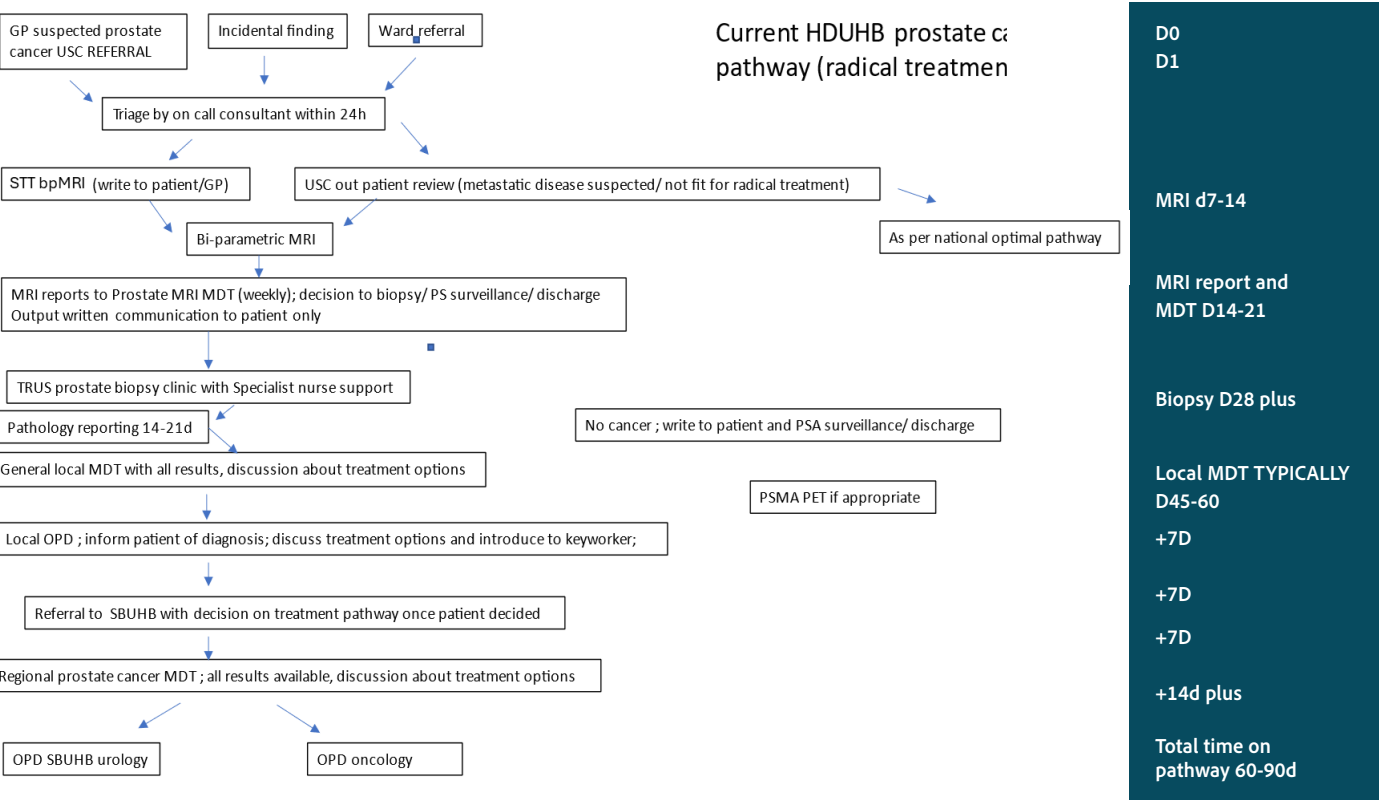 GP suspected prostate
cancer USC REFERRAL
Incidental finding
Ward referral
Current HDUHB prostate
pathway (radical
D0
D1
Triage by on call consultant within 24h
STT bpMRI (write to patient/GP)
USC out patient review (metastatic disease suspected/ not fit for radical treatment)
MRI d7-14
Bi-parametric MRI
As per national optimal pathway
MRI reports to Prostate MRI MDT (weekly); decision to biopsy/ PS surveillance/ discharge
Output written communication to patient only
MRI report and
MDT D14-21
TRUS prostate biopsy clinic with Specialist nurse support
Biopsy D28 plus
Pathology reporting 14-21d
No cancer ; write to patient and PSA surveillance/ discharge
General local MDT with all results, discussion about treatment options
Local MDT TYPICALLY
D45-60
PSMA PET if appropriate
Local OPD ; inform patient of diagnosis; discuss treatment options and introduce to keyworker;
+7D
Referral to SBUHB with decision on treatment pathway once patient decided
+7D
+7D
Regional prostate cancer MDT ; all results available, discussion about treatment options
+14d plus
OPD SBUHB urology
OPD oncology
Total time on
pathway 60-90d